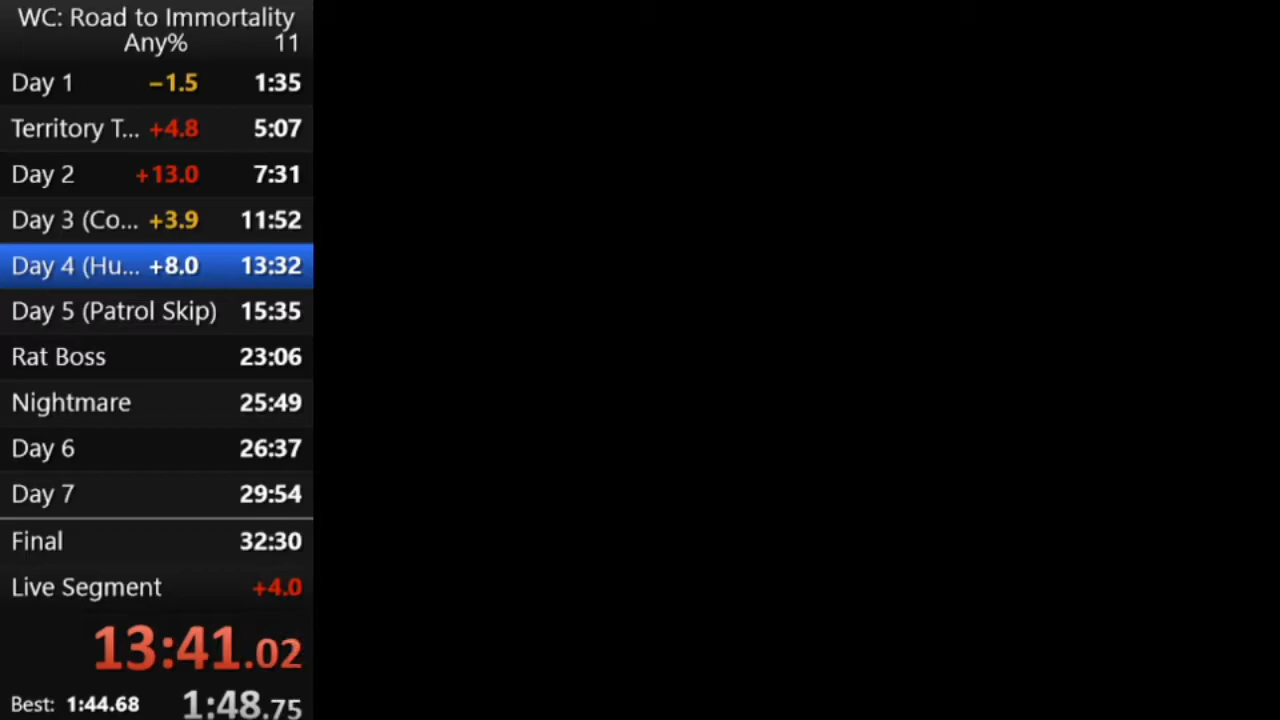 WC: Road to Immortality
Any% 11
Day 1 −1.5 1:35
Territory T... +4.8 5:07
Day 2 +13.0 7:31
Day 3 (Co... +3.9 11:52
Day 4 (Hu... +8.0 13:32
Day 5 (Patrol Skip) 15:35
Rat Boss 23:06
Nightmare 25:49
Day 6 26:37
Day 7 29:54
Final 32:30
Live Segment +4.0
13:41.02
Best: 1:44.68 1:48.75